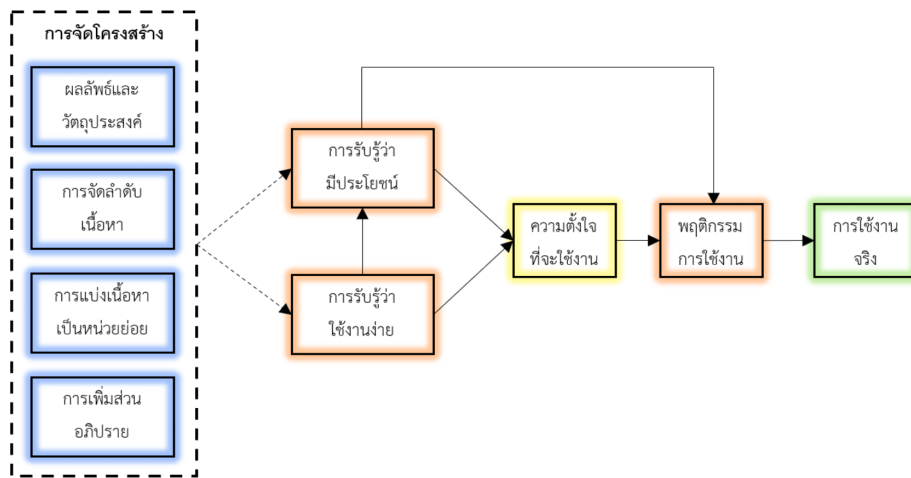 การจัดโครงสร้าง
ผลลัพธ์และ
วัตถุประสงค์
การจัดลำดับ
เนื้อหา
การแบ่งเนื้อหา
เป็นหน่วยย่อย
การเพิ่มส่วน
อภิปราย
การรับรู้ว่า
มีประโยชน์
การรับรู้ว่า
ใช้งานง่าย
ความตั้งใจ
ที่จะใช้งาน
พฤติกรรม
การใช้งาน
การใช้งาน
จริง